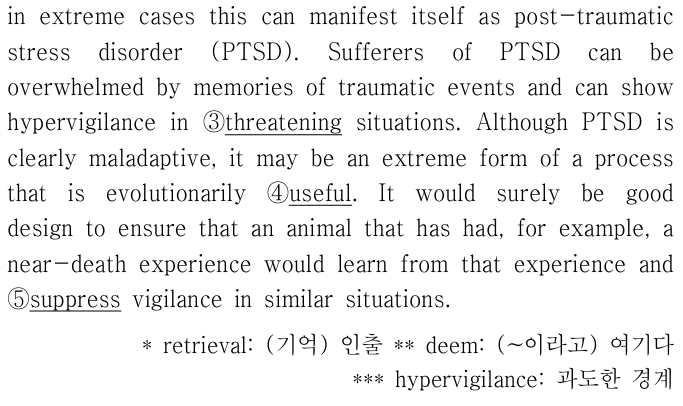 in extreme cases this can manifest itself as post−traumatic
stress disorder (PTSD). Sufferers of PTSD can be
overwhelmed by memories of traumatic events and can show
hypervigilance in ③threatening situations. Although PTSD is
clearly maladaptive, it may be an extreme form of a process
that is evolutionarily ④useful. It would surely be good
design to ensure that an animal that has had, for example, a
near−death experience would learn from that experience and
⑤suppress vigilance in similar situations.
* retrieval: (기억) 인출 ** deem: (~이라고) 여기다
*** hypervigilance: 과도한 경계